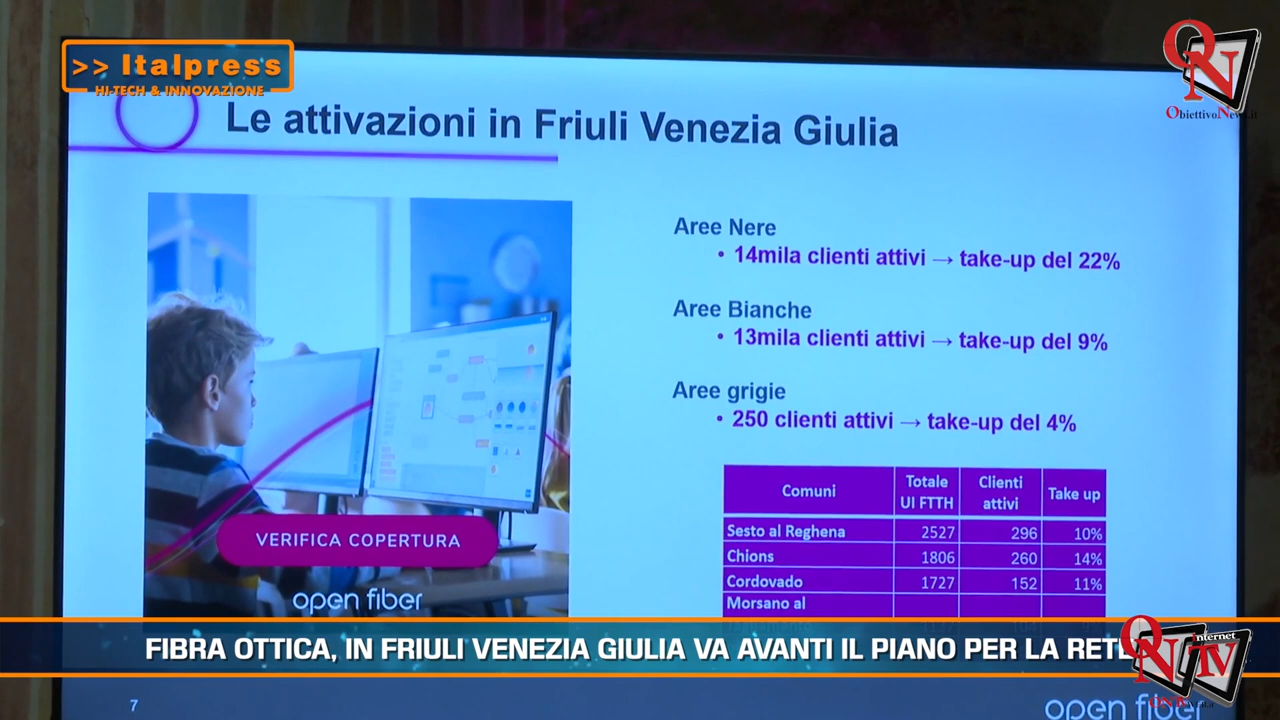 >> Italpress
HI-TECH & INNOVAZIONE
QN
ObiettivoNews.it
Le attivazioni in Friuli Venezia Giulia
Aree Nere
• 14mila clienti attivi → take-up del 22%
Aree Bianche
• 13mila clienti attivi → take-up del 9%
Aree grigie
• 250 clienti attivi → take-up del 4%
VERIFICA COPERTURA
open fiber
Comuni Totale UI FTTH Clienti attivi Take up
Sesto al Reghena 2527 296 10%
Chions 1806 260 14%
Cordovado 1727 152 11%
Morsano al
FIBRA OTTICA, IN FRIULI VENEZIA GIULIA VA AVANTI IL PIANO PER LA RETE
internet
QN TV
7
open fiber